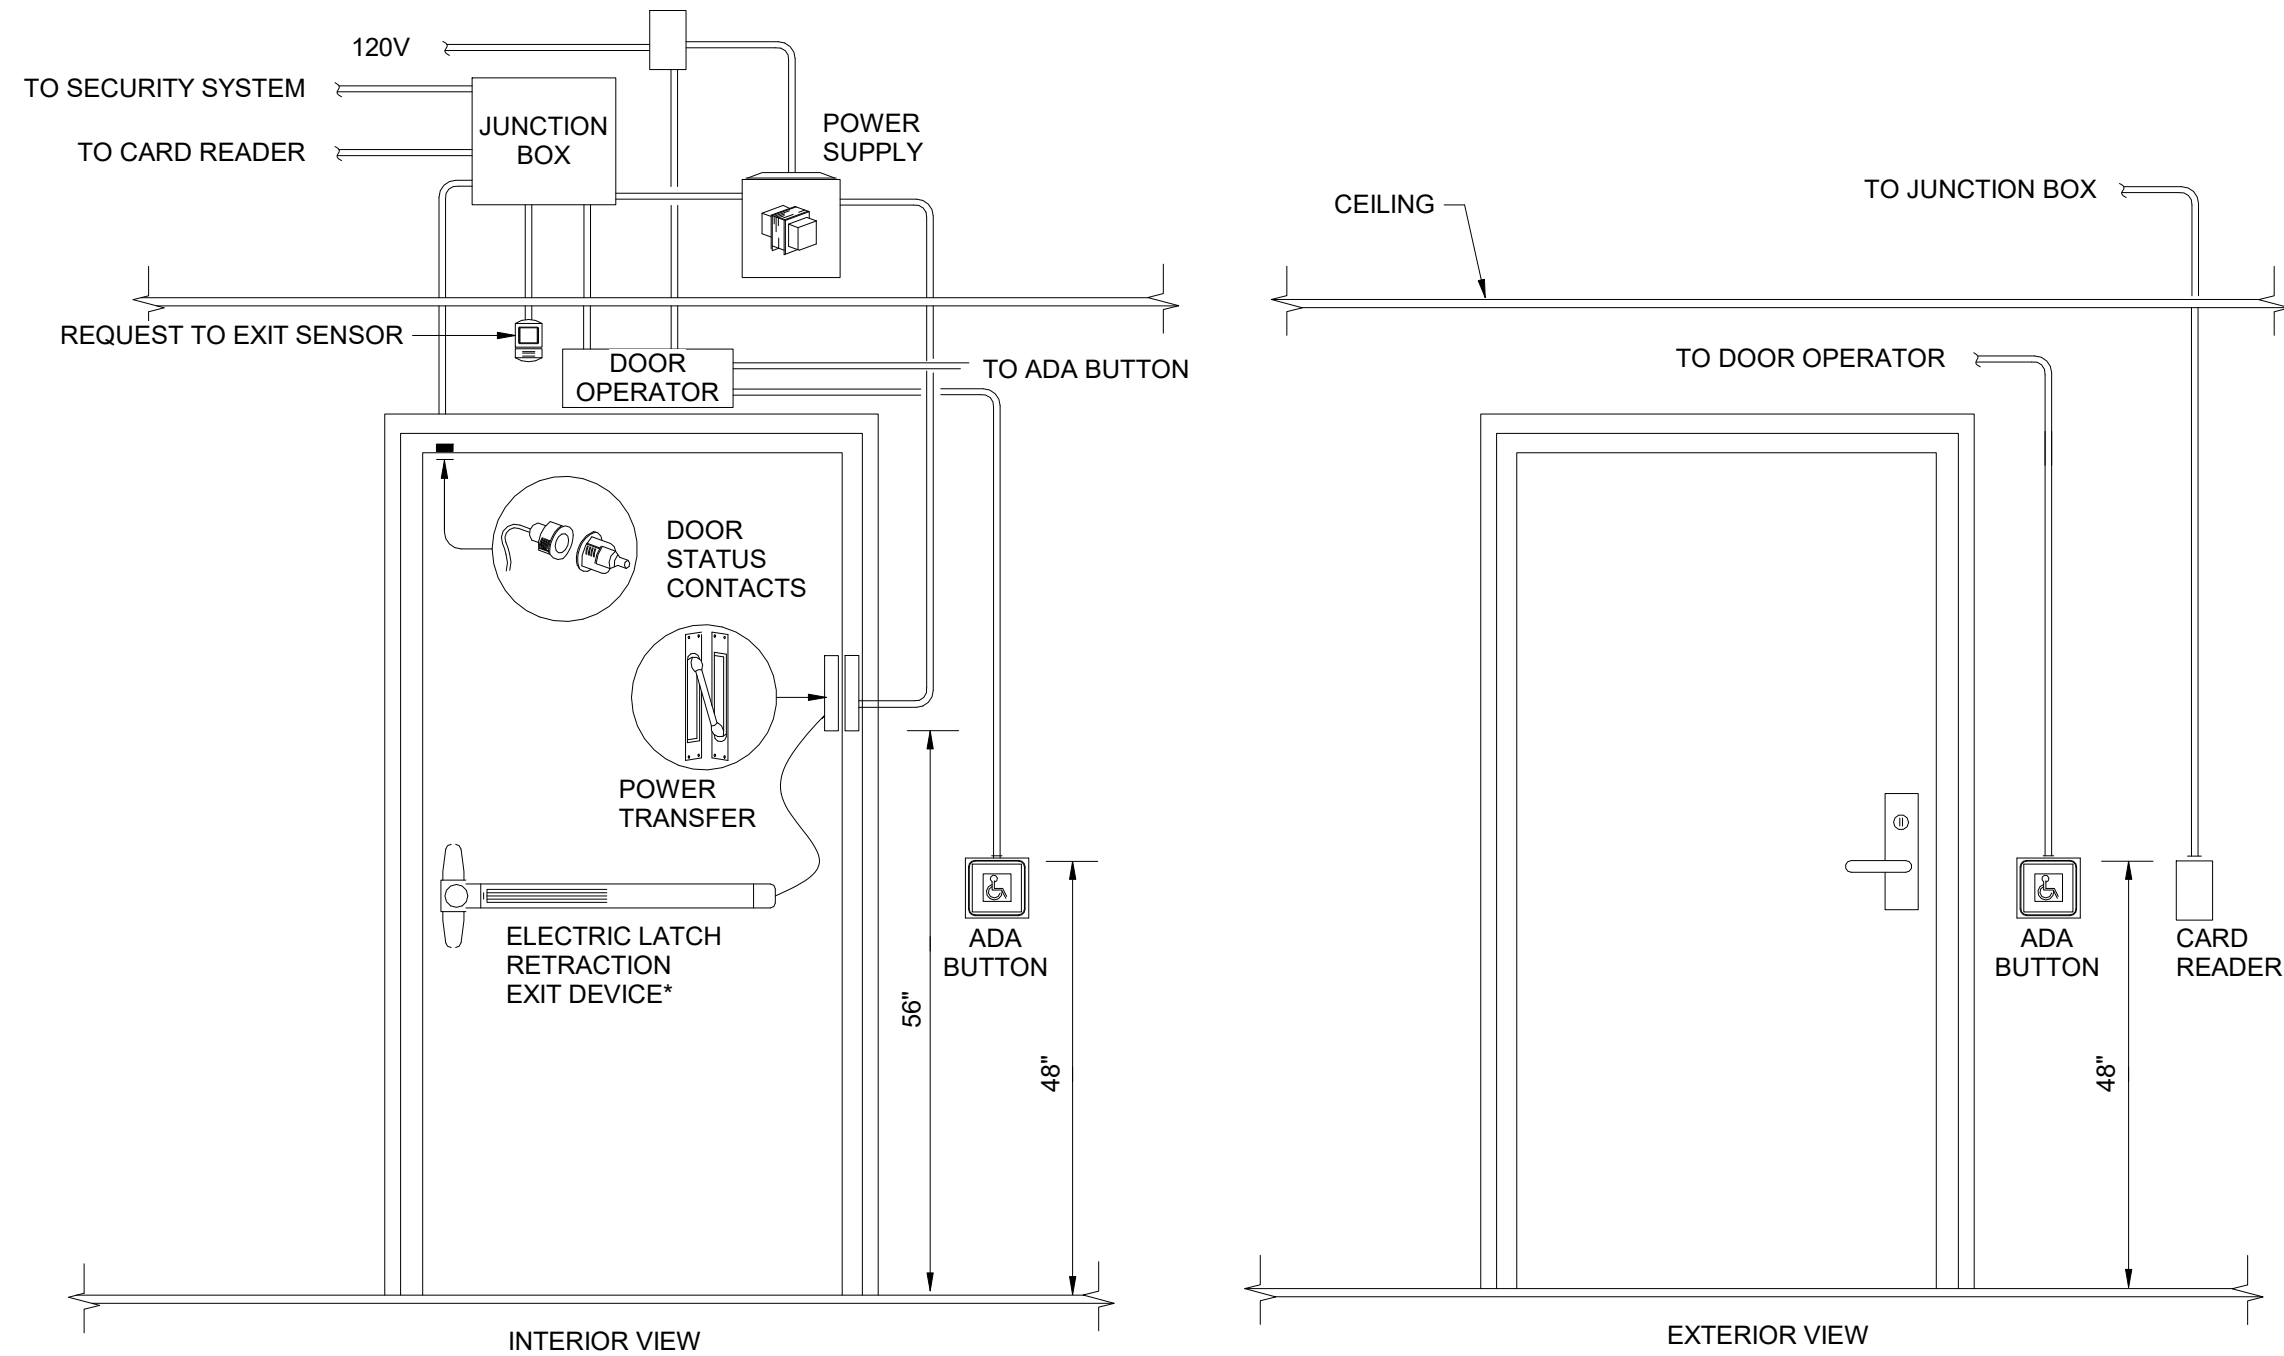 120V
TO SECURITY SYSTEM
TO CARD READER
JUNCTION
BOX
POWER
SUPPLY
REQUEST TO EXIT SENSOR
DOOR
OPERATOR
TO ADA BUTTON
DOOR
STATUS
CONTACTS
POWER
TRANSFER
ELECTRIC LATCH
RETRACTION
EXIT DEVICE*
ADA
BUTTON
56"
48"
INTERIOR VIEW
TO JUNCTION BOX
CEILING
TO DOOR OPERATOR
ADA
BUTTON
CARD
READER
48"
EXTERIOR VIEW